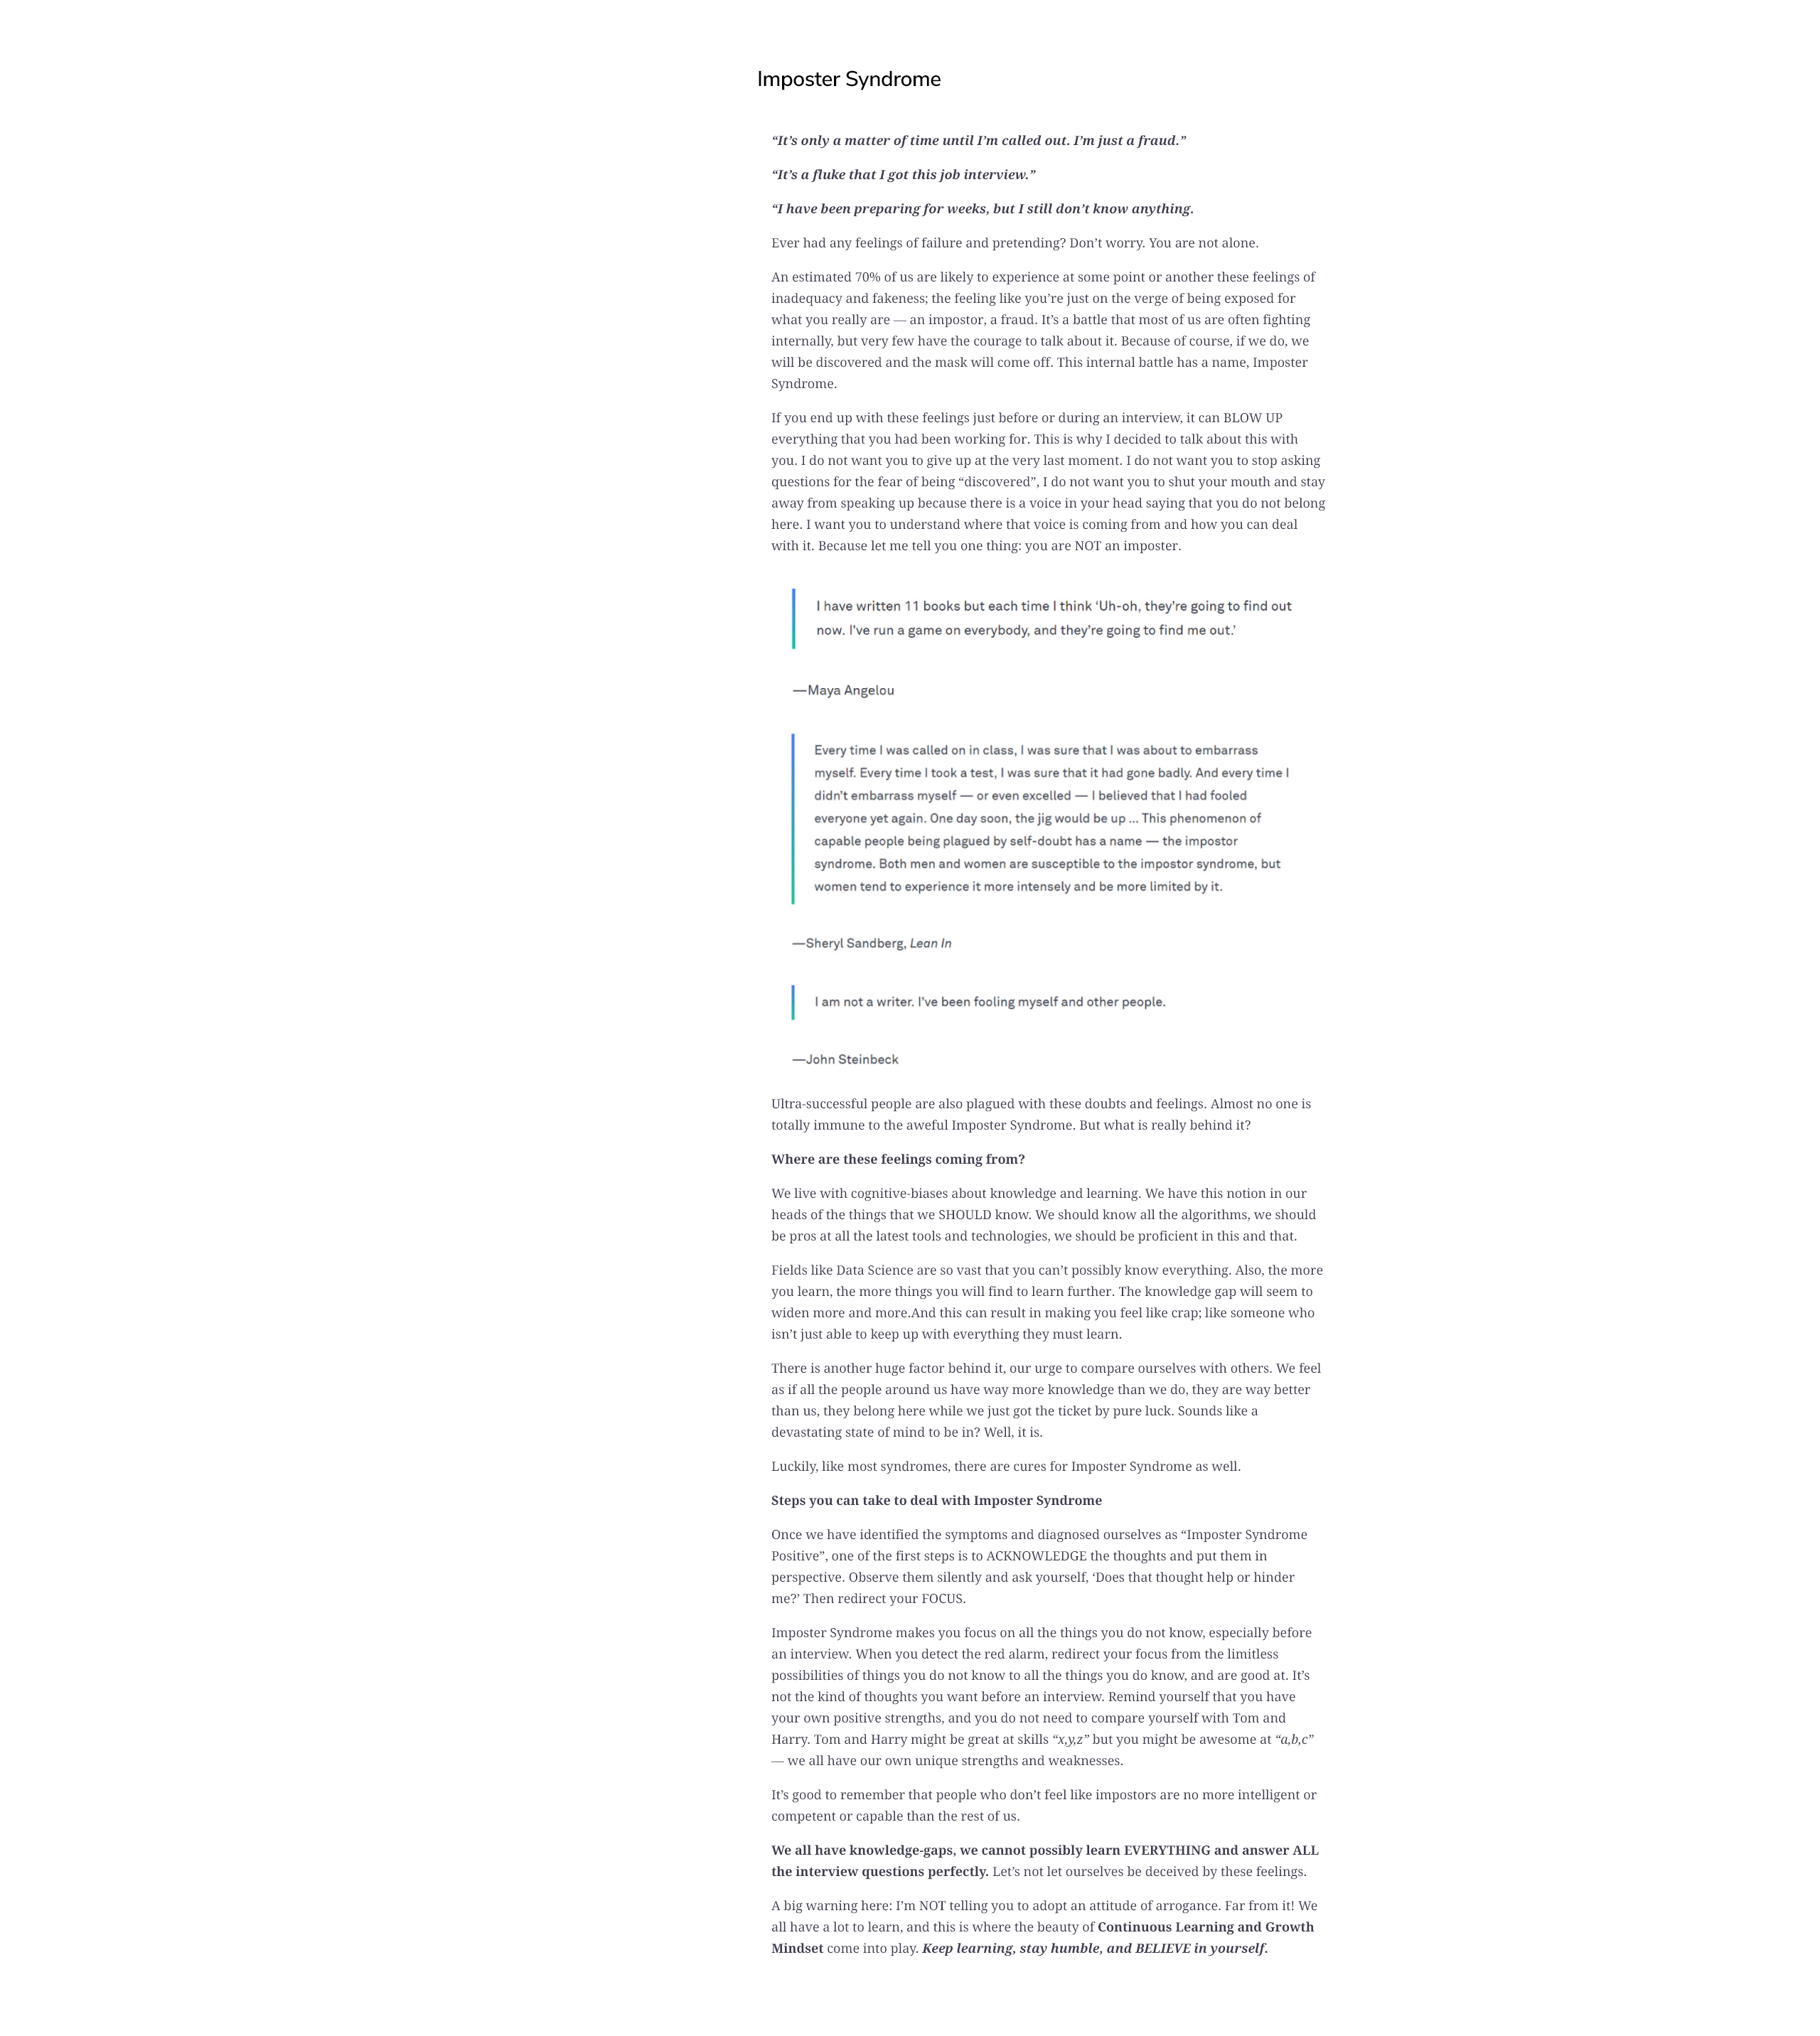 Imposter Syndrome
“It’s only a matter of time until I’m called out. I’m just a fraud.”
“It’s a fluke that I got this job interview.”
“I have been preparing for weeks, but I still don’t know anything.
Ever had any feelings of failure and pretending? Don’t worry. You are not alone.
An estimated 70% of us are likely to experience at some point or another these feelings of
inadequacy and fakeness; the feeling like you’re just on the verge of being exposed for
what you really are — an impostor, a fraud. It’s a battle that most of us are often fighting
internally, but very few have the courage to talk about it. Because of course, if we do, we
will be discovered and the mask will come off. This internal battle has a name, Imposter
Syndrome.
If you end up with these feelings just before or during an interview, it can BLOW UP
everything that you had been working for. This is why I decided to talk about this with
you. I do not want you to give up at the very last moment. I do not want you to stop asking
questions for the fear of being “discovered”, I do not want you to shut your mouth and stay
away from speaking up because there is a voice in your head saying that you do not belong
here. I want you to understand where that voice is coming from and how you can deal
with it. Because let me tell you one thing: you are NOT an imposter.
I have written 11 books but each time I think ‘Uh-oh, they’re going to find out
now. I’ve run a game on everybody, and they’re going to find me out.’
—Maya Angelou
Every time I was called on in class, I was sure that I was about to embarrass
myself. Every time I took a test, I was sure that it had gone badly. And every time I
didn’t embarrass myself — or even excelled — I believed that I had fooled
everyone yet again. One day soon, the jig would be up ... This phenomenon of
capable people being plagued by self-doubt has a name — the impostor
syndrome. Both men and women are susceptible to the impostor syndrome, but
women tend to experience it more intensely and be more limited by it.
—Sheryl Sandberg, Lean In
I am not a writer. I’ve been fooling myself and other people.
—John Steinbeck
Ultra-successful people are also plagued with these doubts and feelings. Almost no one is
totally immune to the aweful Imposter Syndrome. But what is really behind it?
Where are these feelings coming from?
We live with cognitive-biases about knowledge and learning. We have this notion in our
heads of the things that we SHOULD know. We should know all the algorithms, we should
be pros at all the latest tools and technologies, we should be proficient in this and that.
Fields like Data Science are so vast that you can’t possibly know everything. Also, the more
you learn, the more things you will find to learn further. The knowledge gap will seem to
widen more and more.And this can result in making you feel like crap; like someone who
isn’t just able to keep up with everything they must learn.
There is another huge factor behind it, our urge to compare ourselves with others. We feel
as if all the people around us have way more knowledge than we do, they are way better
than us, they belong here while we just got the ticket by pure luck. Sounds like a
devastating state of mind to be in? Well, it is.
Luckily, like most syndromes, there are cures for Imposter Syndrome as well.
Steps you can take to deal with Imposter Syndrome
Once we have identified the symptoms and diagnosed ourselves as “Imposter Syndrome
Positive”, one of the first steps is to ACKNOWLEDGE the thoughts and put them in
perspective. Observe them silently and ask yourself, ‘Does that thought help or hinder
me?’ Then redirect your FOCUS.
Imposter Syndrome makes you focus on all the things you do not know, especially before
an interview. When you detect the red alarm, redirect your focus from the limitless
possibilities of things you do not know to all the things you do know, and are good at. It’s
not the kind of thoughts you want before an interview. Remind yourself that you have
your own positive strengths, and you do not need to compare yourself with Tom and
Harry. Tom and Harry might be great at skills “x,y,z” but you might be awesome at “a,b,c”
— we all have our own unique strengths and weaknesses.
It’s good to remember that people who don’t feel like impostors are no more intelligent or
competent or capable than the rest of us.
We all have knowledge-gaps, we cannot possibly learn EVERYTHING and answer ALL
the interview questions perfectly. Let’s not let ourselves be deceived by these feelings.
A big warning here: I’m NOT telling you to adopt an attitude of arrogance. Far from it! We
all have a lot to learn, and this is where the beauty of Continuous Learning and Growth
Mindset come into play. Keep learning, stay humble, and BELIEVE in yourself.